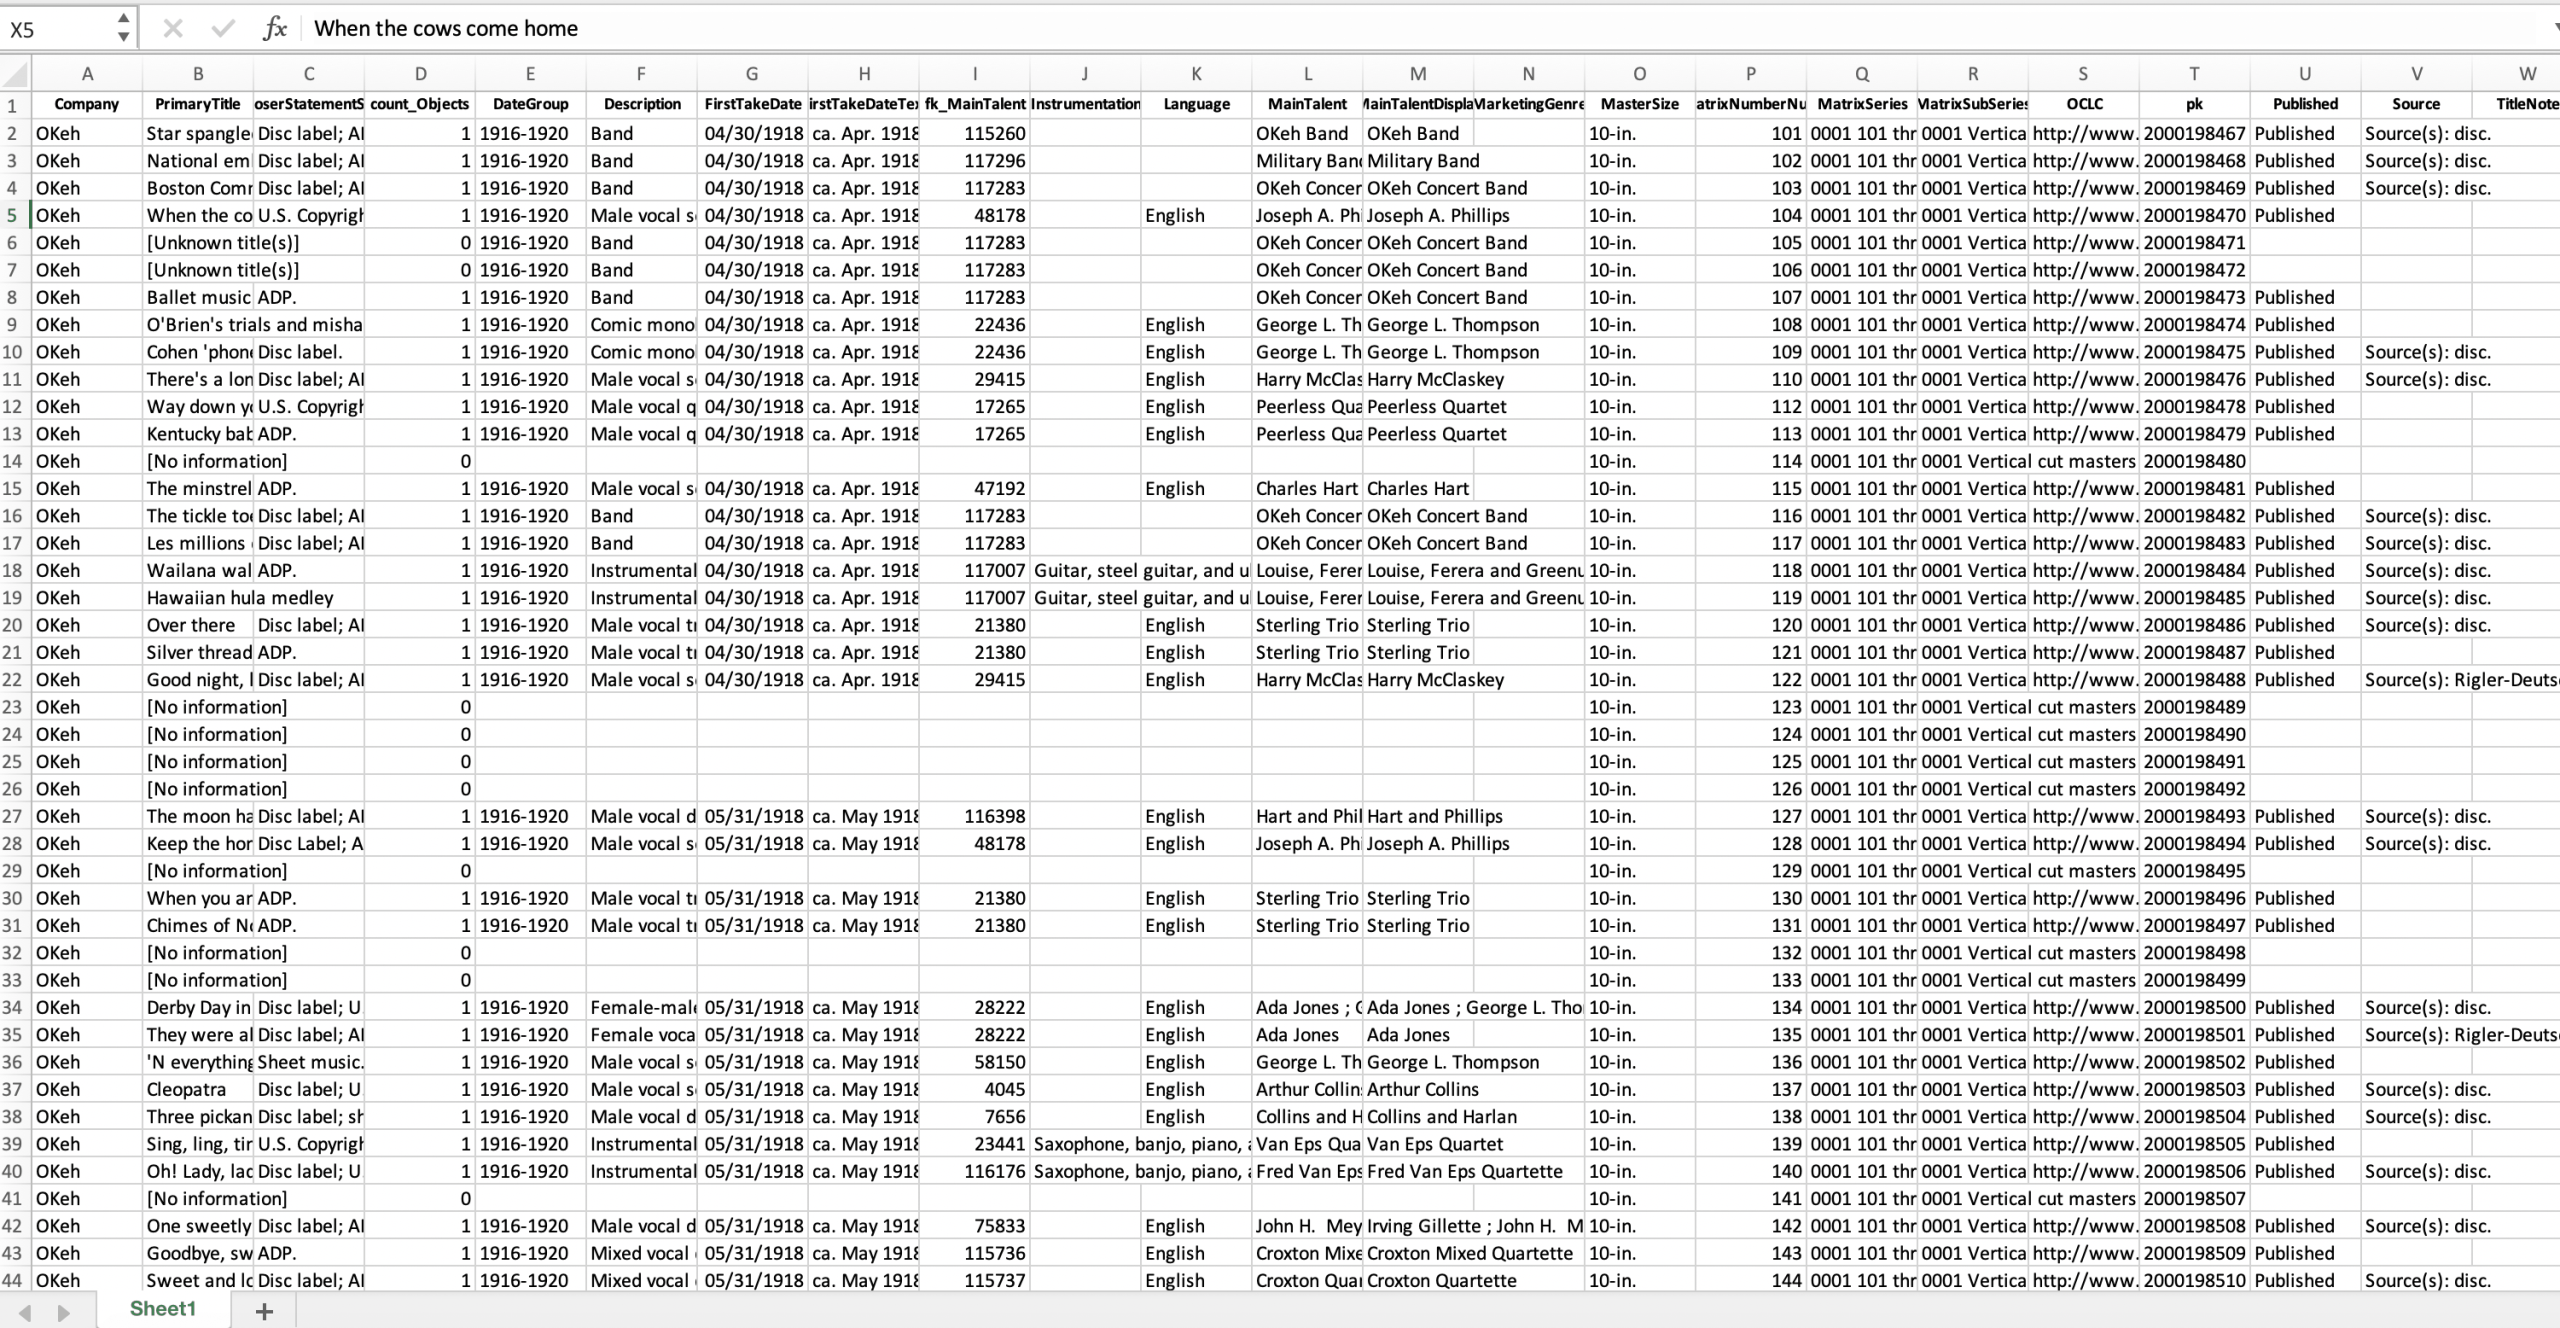 X5 fx When the cows come home
A B C D E F G H I J K L M N O P Q R S T U V W
1 Company PrimaryTitle oserStatementS count_Objects DateGroup Description FirstTakeDate irstTakeDateTe fk_MainTalent Instrumentation Language MainTalent MainTalentDispla MarketingGenre MasterSize atrixNumberNu MatrixSeries MatrixSubSeries OCLC pk Published Source TitleNote
2 OKeh Star spangle Disc label; Al 1 1916-1920 Band 04/30/1918 ca. Apr. 1918 115260 OKeh Band OKeh Band 10-in. 101 0001 101 thr 0001 Vertica http://www. 2000198467 Published Source(s): disc.
3 OKeh National em Disc label; Al 1 1916-1920 Band 04/30/1918 ca. Apr. 1918 117296 Military Band Military Band 10-in. 102 0001 101 thr 0001 Vertica http://www. 2000198468 Published Source(s): disc.
4 OKeh Boston Comm Disc label; Al 1 1916-1920 Band 04/30/1918 ca. Apr. 1918 117283 OKeh Concer OKeh Concert Band 10-in. 103 0001 101 thr 0001 Vertica http://www. 2000198469 Published Source(s): disc.
5 OKeh When the co U.S. Copyrigh 1 1916-1920 Male vocal s 04/30/1918 ca. Apr. 1918 48178 English Joseph A. Phi Joseph A. Phillips 10-in. 104 0001 101 thr 0001 Vertica http://www. 2000198470 Published
6 OKeh [Unknown title(s)] 0 1916-1920 Band 04/30/1918 ca. Apr. 1918 117283 OKeh Concer OKeh Concert Band 10-in. 105 0001 101 thr 0001 Vertica http://www. 2000198471
7 OKeh [Unknown title(s)] 0 1916-1920 Band 04/30/1918 ca. Apr. 1918 117283 OKeh Concer OKeh Concert Band 10-in. 106 0001 101 thr 0001 Vertica http://www. 2000198472
8 OKeh Ballet music ADP. 1 1916-1920 Band 04/30/1918 ca. Apr. 1918 117283 OKeh Concer OKeh Concert Band 10-in. 107 0001 101 thr 0001 Vertica http://www. 2000198473 Published
9 OKeh O'Brien's trials and misha 1 1916-1920 Comic mono 04/30/1918 ca. Apr. 1918 22436 English George L. Th George L. Thompson 10-in. 108 0001 101 thr 0001 Vertica http://www. 2000198474 Published
10 OKeh Cohen 'phone Disc label. 1 1916-1920 Comic mono 04/30/1918 ca. Apr. 1918 22436 English George L. Th George L. Thompson 10-in. 109 0001 101 thr 0001 Vertica http://www. 2000198475 Published Source(s): disc.
11 OKeh There's a lon Disc label; Al 1 1916-1920 Male vocal s 04/30/1918 ca. Apr. 1918 29415 English Harry McClas Harry McClaskey 10-in. 110 0001 101 thr 0001 Vertica http://www. 2000198476 Published Source(s): disc.
12 OKeh Way down y U.S. Copyrigh 1 1916-1920 Male vocal q 04/30/1918 ca. Apr. 1918 17265 English Peerless Qua Peerless Quartet 10-in. 112 0001 101 thr 0001 Vertica http://www. 2000198478 Published
13 OKeh Kentucky bab ADP. 1 1916-1920 Male vocal q 04/30/1918 ca. Apr. 1918 17265 English Peerless Qua Peerless Quartet 10-in. 113 0001 101 thr 0001 Vertica http://www. 2000198479 Published
14 OKeh [No information] 0 10-in. 114 0001 101 thr 0001 Vertical cut masters 2000198480
15 OKeh The minstrel ADP. 1 1916-1920 Male vocal s 04/30/1918 ca. Apr. 1918 47192 English Charles Hart Charles Hart 10-in. 115 0001 101 thr 0001 Vertica http://www. 2000198481 Published
16 OKeh The tickle toe Disc label; Al 1 1916-1920 Band 04/30/1918 ca. Apr. 1918 117283 OKeh Concer OKeh Concert Band 10-in. 116 0001 101 thr 0001 Vertica http://www. 2000198482 Published Source(s): disc.
17 OKeh Les millions Disc label; Al 1 1916-1920 Band 04/30/1918 ca. Apr. 1918 117283 OKeh Concer OKeh Concert Band 10-in. 117 0001 101 thr 0001 Vertica http://www. 2000198483 Published Source(s): disc.
18 OKeh Wailana wal ADP. 1 1916-1920 Instrumental 04/30/1918 ca. Apr. 1918 117007 Guitar, steel guitar, and u Louise, Ferer Louise, Ferera and Greenu 10-in. 118 0001 101 thr 0001 Vertica http://www. 2000198484 Published Source(s): disc.
19 OKeh Hawaiian hula medley 1 1916-1920 Instrumental 04/30/1918 ca. Apr. 1918 117007 Guitar, steel guitar, and u Louise, Ferer Louise, Ferera and Greenu 10-in. 119 0001 101 thr 0001 Vertica http://www. 2000198485 Published Source(s): disc.
20 OKeh Over there Disc label; Al 1 1916-1920 Male vocal tr 04/30/1918 ca. Apr. 1918 21380 English Sterling Trio Sterling Trio 10-in. 120 0001 101 thr 0001 Vertica http://www. 2000198486 Published Source(s): disc.
21 OKeh Silver thread ADP. 1 1916-1920 Male vocal tr 04/30/1918 ca. Apr. 1918 21380 English Sterling Trio Sterling Trio 10-in. 121 0001 101 thr 0001 Vertica http://www. 2000198487 Published
22 OKeh Good night, l Disc label; Al 1 1916-1920 Male vocal s 04/30/1918 ca. Apr. 1918 29415 English Harry McClas Harry McClaskey 10-in. 122 0001 101 thr 0001 Vertica http://www. 2000198488 Published Source(s): Rigler-Deuts
23 OKeh [No information] 0 10-in. 123 0001 101 thr 0001 Vertical cut masters 2000198489
24 OKeh [No information] 0 10-in. 124 0001 101 thr 0001 Vertical cut masters 2000198490
25 OKeh [No information] 0 10-in. 125 0001 101 thr 0001 Vertical cut masters 2000198491
26 OKeh [No information] 0 10-in. 126 0001 101 thr 0001 Vertical cut masters 2000198492
27 OKeh The moon ha Disc label; Al 1 1916-1920 Male vocal d 05/31/1918 ca. May 1918 116398 English Hart and Phil Hart and Phillips 10-in. 127 0001 101 thr 0001 Vertica http://www. 2000198493 Published Source(s): disc.
28 OKeh Keep the hor Disc Label; A 1 1916-1920 Male vocal s 05/31/1918 ca. May 1918 48178 English Joseph A. Phi Joseph A. Phillips 10-in. 128 0001 101 thr 0001 Vertica http://www. 2000198494 Published Source(s): disc.
29 OKeh [No information] 0 10-in. 129 0001 101 thr 0001 Vertical cut masters 2000198495
30 OKeh When you ar ADP. 1 1916-1920 Male vocal tr 05/31/1918 ca. May 1918 21380 English Sterling Trio Sterling Trio 10-in. 130 0001 101 thr 0001 Vertica http://www. 2000198496 Published
31 OKeh Chimes of No ADP. 1 1916-1920 Male vocal tr 05/31/1918 ca. May 1918 21380 English Sterling Trio Sterling Trio 10-in. 131 0001 101 thr 0001 Vertica http://www. 2000198497 Published
32 OKeh [No information] 0 10-in. 132 0001 101 thr 0001 Vertical cut masters 2000198498
33 OKeh [No information] 0 10-in. 133 0001 101 thr 0001 Vertical cut masters 2000198499
34 OKeh Derby Day in Disc label; U 1 1916-1920 Female-male 05/31/1918 ca. May 1918 28222 English Ada Jones ; G Ada Jones ; George L. Tho 10-in. 134 0001 101 thr 0001 Vertica http://www. 2000198500 Published Source(s): disc.
35 OKeh They were al Disc label; Al 1 1916-1920 Female voca 05/31/1918 ca. May 1918 28222 English Ada Jones Ada Jones 10-in. 135 0001 101 thr 0001 Vertica http://www. 2000198501 Published Source(s): Rigler-Deuts
36 OKeh 'N everything Sheet music. 1 1916-1920 Male vocal s 05/31/1918 ca. May 1918 58150 English George L. Th George L. Thompson 10-in. 136 0001 101 thr 0001 Vertica http://www. 2000198502 Published
37 OKeh Cleopatra Disc label; U 1 1916-1920 Male vocal s 05/31/1918 ca. May 1918 4045 English Arthur Collin Arthur Collins 10-in. 137 0001 101 thr 0001 Vertica http://www. 2000198503 Published Source(s): disc.
38 OKeh Three pickan Disc label; sh 1 1916-1920 Male vocal d 05/31/1918 ca. May 1918 7656 English Collins and H Collins and Harlan 10-in. 138 0001 101 thr 0001 Vertica http://www. 2000198504 Published Source(s): disc.
39 OKeh Sing, ling, tin U.S. Copyrigh 1 1916-1920 Instrumental 05/31/1918 ca. May 1918 23441 Saxophone, banjo, piano, a Van Eps Qua Van Eps Quartet 10-in. 139 0001 101 thr 0001 Vertica http://www. 2000198505 Published
40 OKeh Oh! Lady, lad Disc label; U 1 1916-1920 Instrumental 05/31/1918 ca. May 1918 116176 Saxophone, banjo, piano, a Fred Van Eps Fred Van Eps Quartette 10-in. 140 0001 101 thr 0001 Vertica http://www. 2000198506 Published Source(s): disc.
41 OKeh [No information] 0 10-in. 141 0001 101 thr 0001 Vertical cut masters 2000198507
42 OKeh One sweetly Disc label; Al 1 1916-1920 Male vocal d 05/31/1918 ca. May 1918 75833 English John H. Mey Irving Gillette ; John H. M 10-in. 142 0001 101 thr 0001 Vertica http://www. 2000198508 Published Source(s): disc.
43 OKeh Goodbye, sw ADP. 1 1916-1920 Mixed vocal 05/31/1918 ca. May 1918 115736 English Croxton Mixe Croxton Mixed Quartette 10-in. 143 0001 101 thr 0001 Vertica http://www. 2000198509 Published
44 OKeh Sweet and lo Disc label; Al 1 1916-1920 Mixed vocal 05/31/1918 ca. May 1918 115737 English Croxton Quar Croxton Quartette 10-in. 144 0001 101 thr 0001 Vertica http://www. 2000198510 Published Source(s): disc.
Sheet1 +